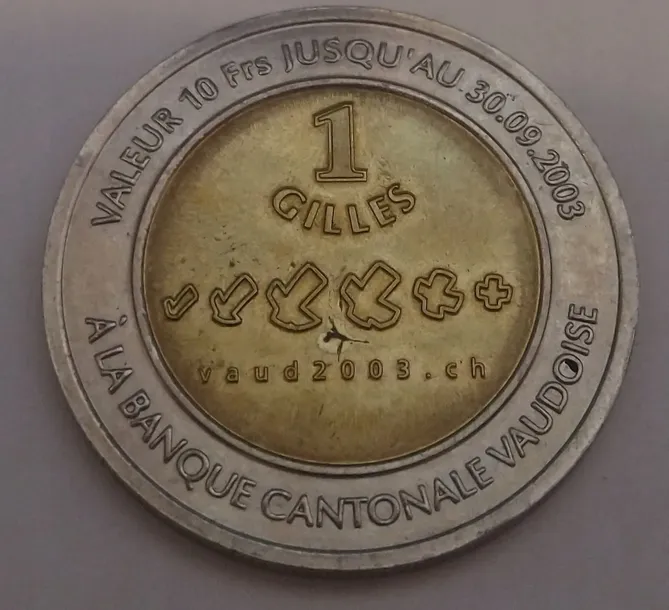 VALEUR 10 Frs JUSQU'AU 30.09.2003
1
GILLES
vaud2003.ch
À LA BANQUE CANTONALE VAUDOISE